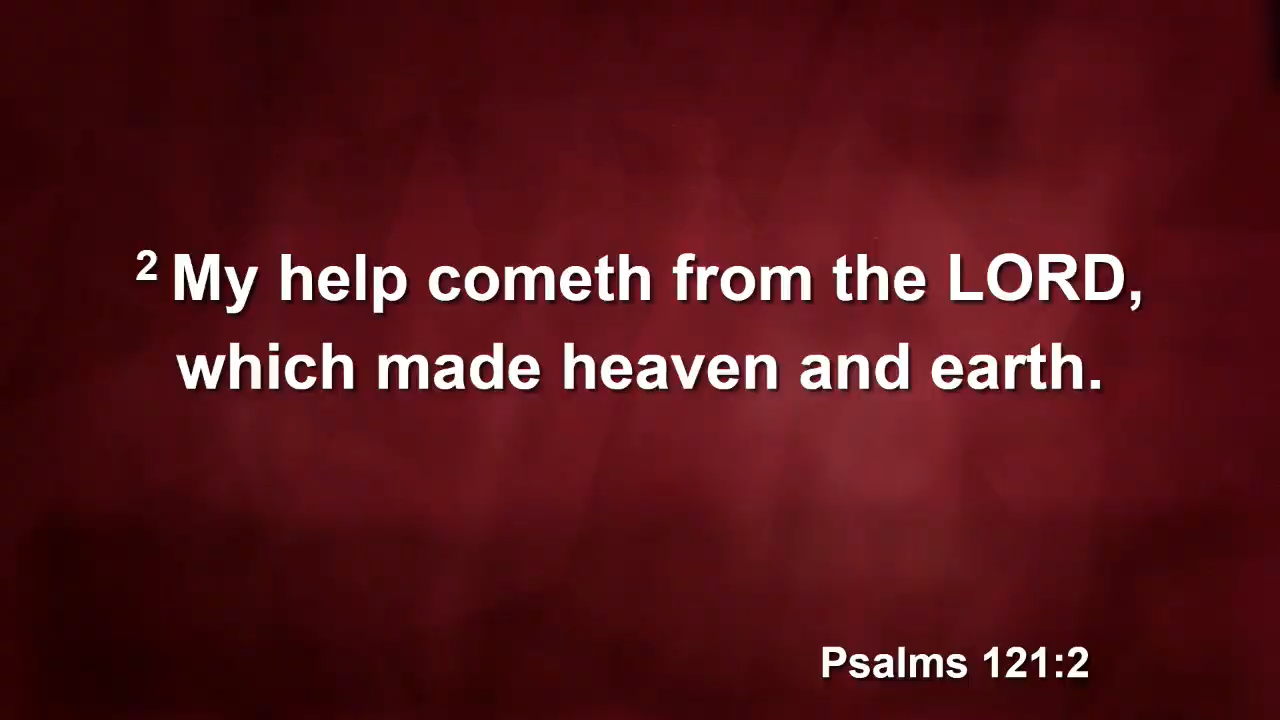 ² My help cometh from the LORD,
which made heaven and earth.
Psalms 121:2